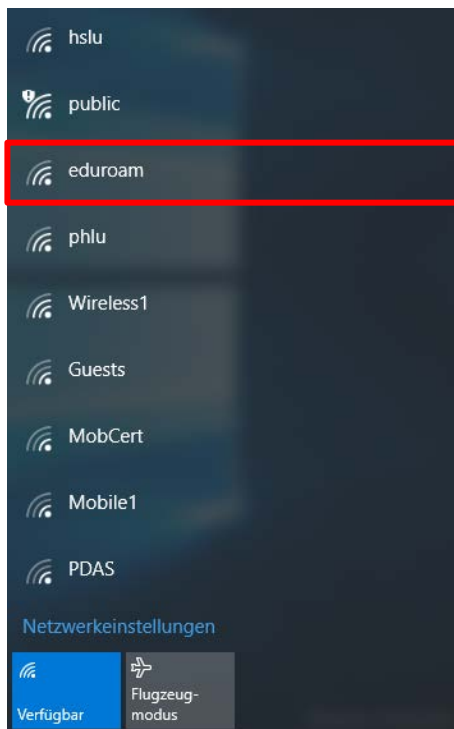 hslu
public
eduroam
phlu
Wireless1
Guests
MobCert
Mobile1
PDAS
Netzwerkeinstellungen
Verfügbar
Flugzeug-
modus